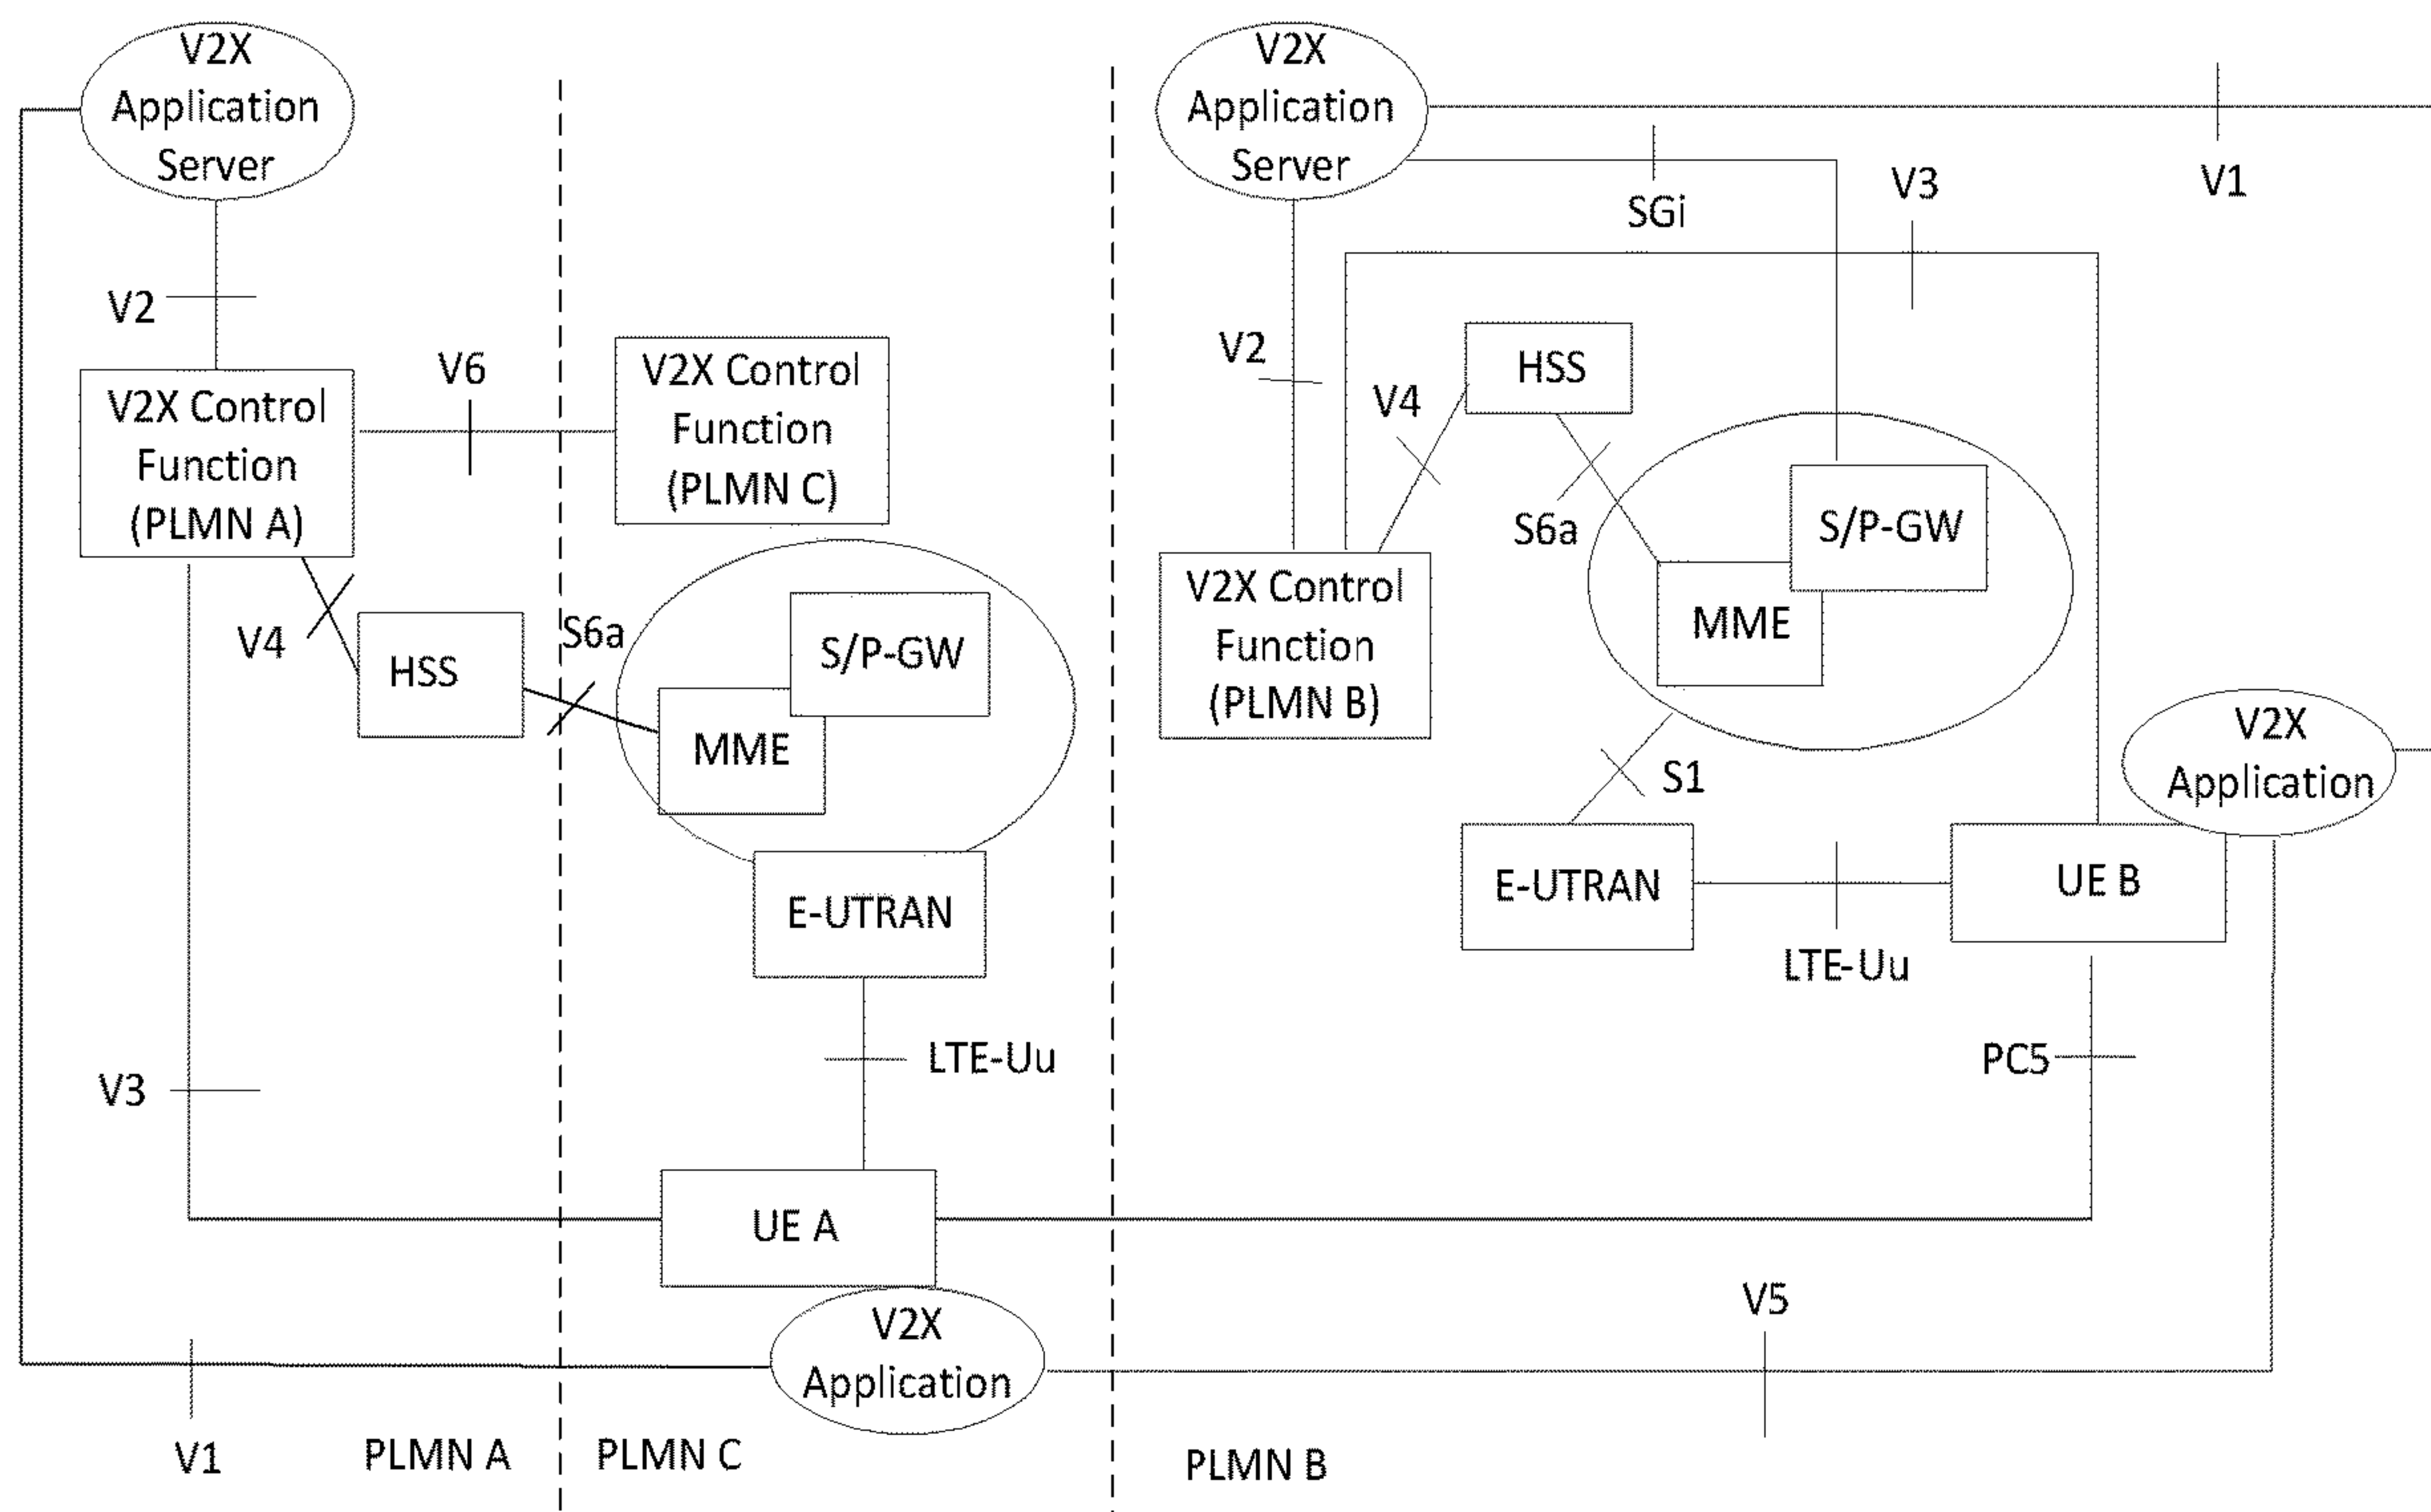 V2X
Application
Server
V2
V2X Control
Function
(PLMN A)
V6
V2X Control
Function
(PLMN C)
V4
HSS
S6a
S/P-GW
MME
E-UTRAN
LTE-Uu
V3
UE A
V2X
Application
V1
PLMN A
PLMN C
V2X
Application
Server
V1
SGi
V3
V2
HSS
V4
S6a
S/P-GW
MME
V2X Control
Function
(PLMN B)
S1
V2X
Application
E-UTRAN
UE B
LTE-Uu
PC5
V5
PLMN B